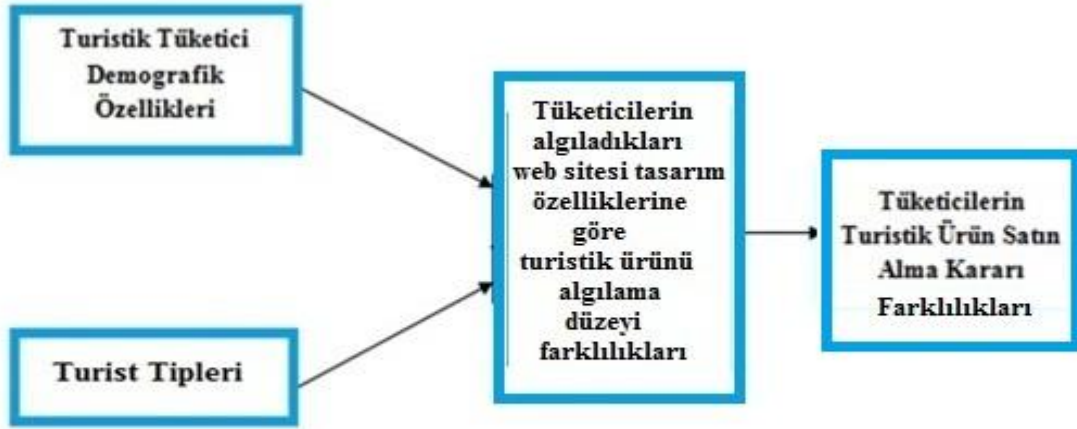 Turistik Tüketici
Demografik
Özellikleri
Turist Tipleri
Tüketicilerin
algıladıkları
web sitesi tasarım
özelliklerine
göre
turistik ürünü
algılama
düzeyi
farklılıkları
Tüketicilerin
Turistik Ürün Satın
Alma Kararı
Farklılıkları